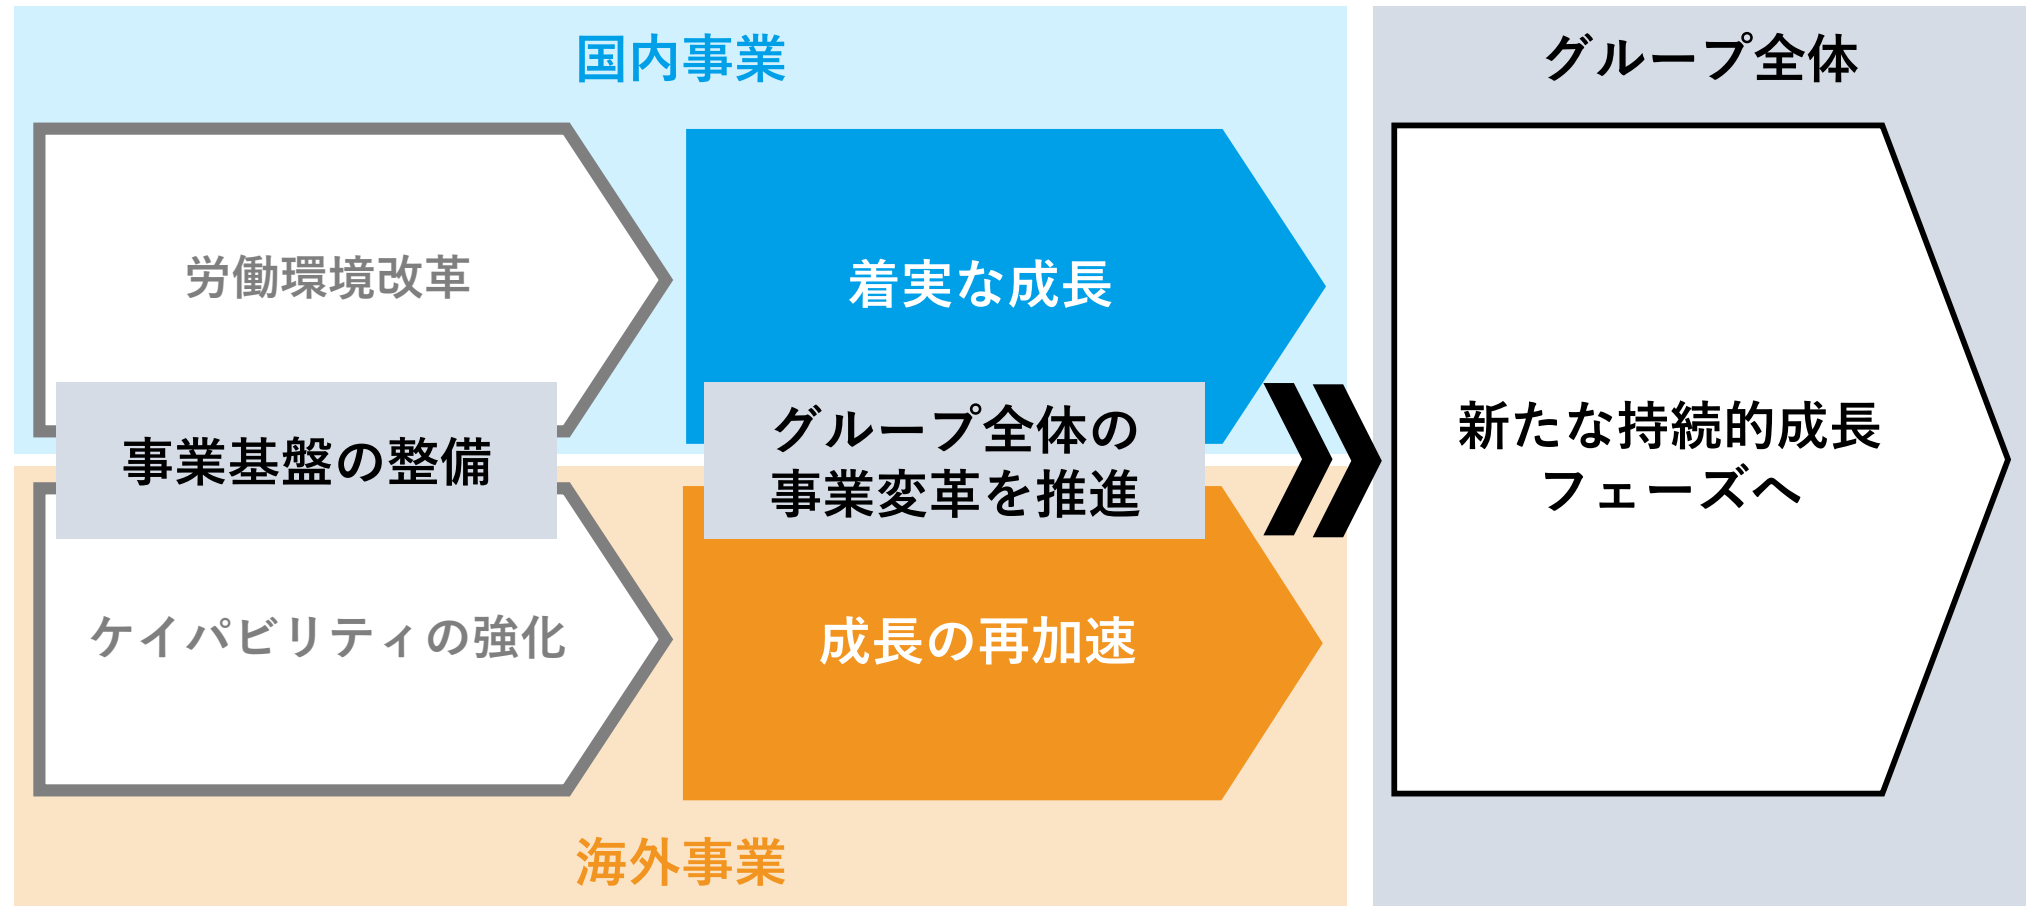 国内事業
労働環境改革
着実な成長
事業基盤の整備
グループ全体の
事業変革を推進
ケイパビリティの強化
成長の再加速
海外事業
グループ全体
新たな持続的成長
フェーズへ